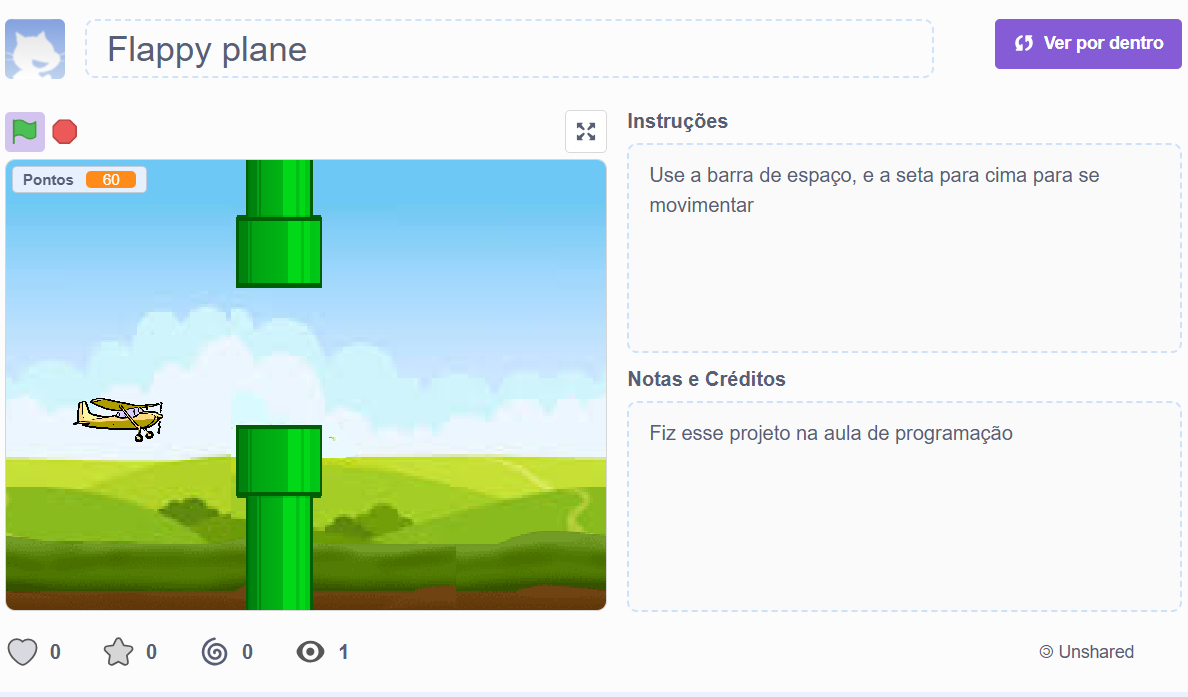 Flappy plane
Ver por dentro
Pontos 60
Instruções
Use a barra de espaço, e a seta para cima para se
movimentar
Notas e Créditos
Fiz esse projeto na aula de programação
0 0 0 1
Unshared